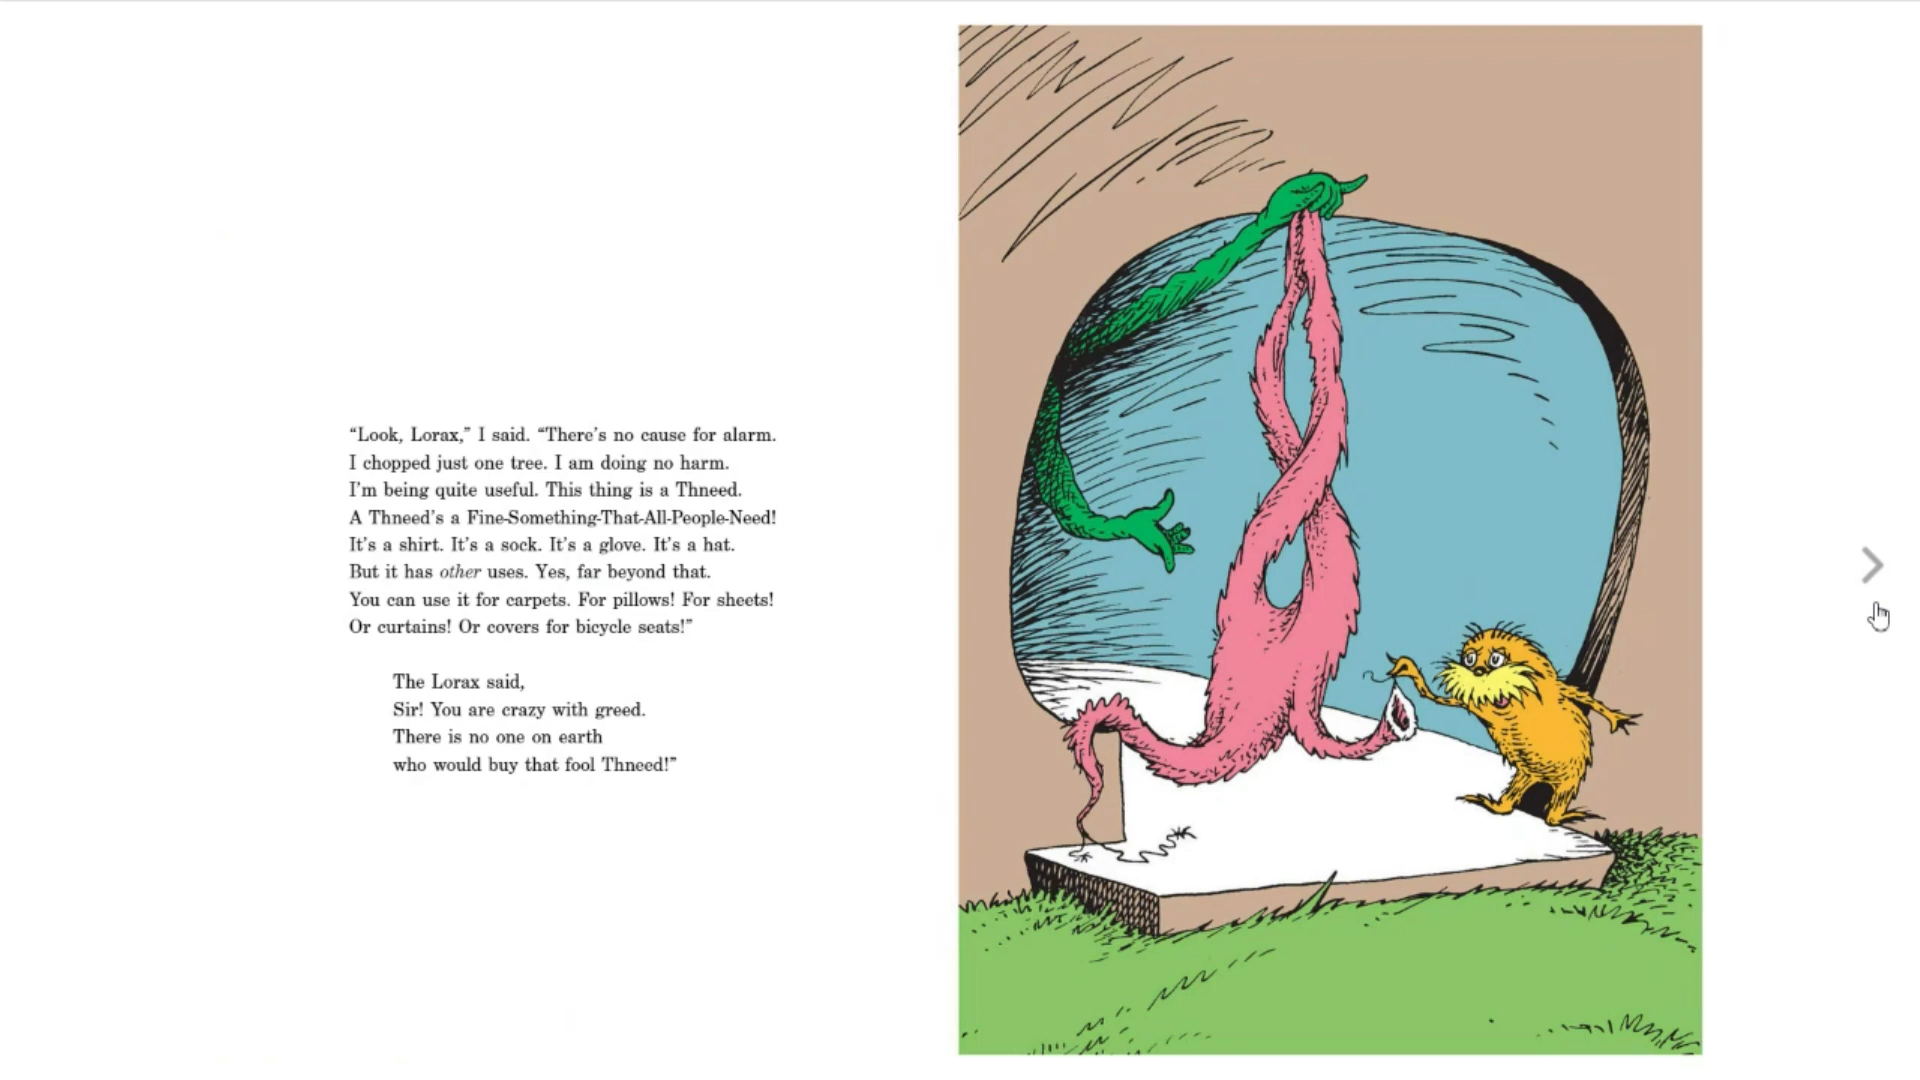 “Look, Lorax,” I said. “There’s no cause for alarm.
I chopped just one tree. I am doing no harm.
I’m being quite useful. This thing is a Thneed.
A Thneed’s a Fine-Something-That-All-People-Need!
It’s a shirt. It’s a sock. It’s a glove. It’s a hat.
But it has other uses. Yes, far beyond that.
You can use it for carpets. For pillows! For sheets!
Or curtains! Or covers for bicycle seats!”
The Lorax said,
Sir! You are crazy with greed.
There is no one on earth
who would buy that fool Thneed!”